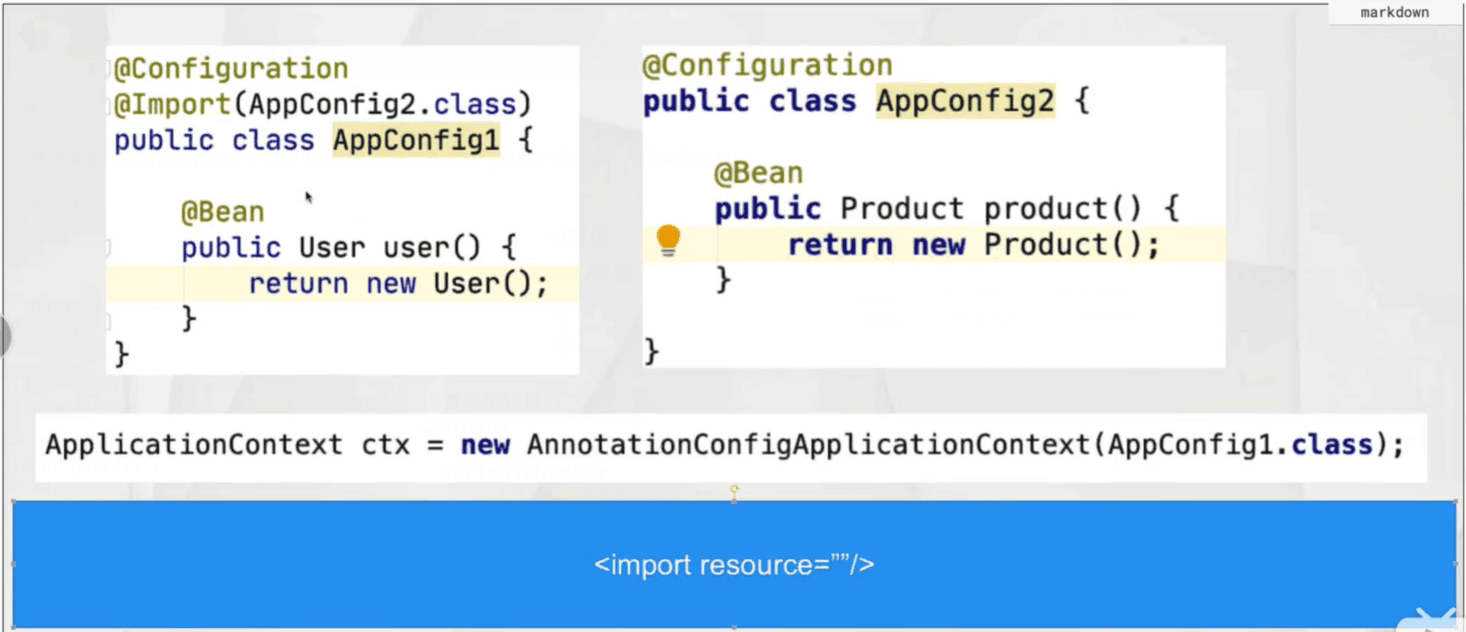 markdown
@Configuration
@Import(AppConfig2.class)
public class AppConfig1 {
@Bean
public User user() {
return new User();
}
}
@Configuration
public class AppConfig2 {
@Bean
public Product product() {
return new Product();
}
}
ApplicationContext ctx = new AnnotationConfigApplicationContext(AppConfig1.class);
<import resource=””/>